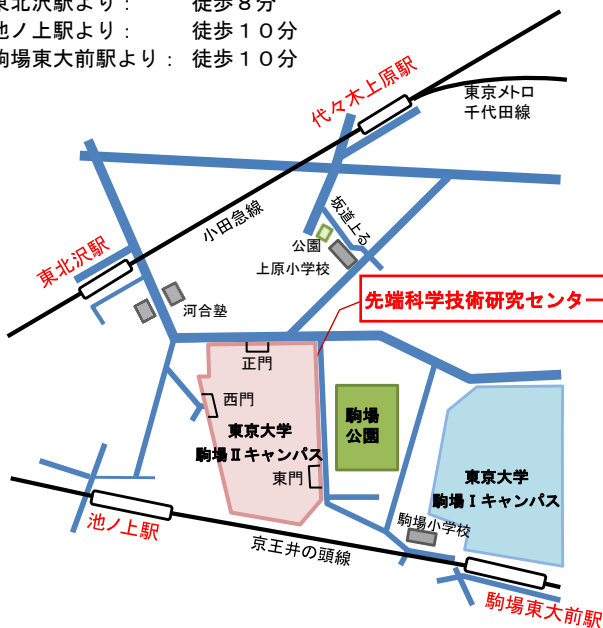 東北沢駅より： 徒歩８分
池ノ上駅より： 徒歩１０分
駒場東大前駅より： 徒歩１０分
代々木上原駅
東京メトロ
千代田線
小田急線
坂道上る
公園
上原小学校
東北沢駅
河合塾
先端科学技術研究センター
正門
西門
東京大学
駒場Ⅱキャンパス
東門
駒場
公園
東京大学
駒場Ⅰキャンパス
駒場小学校
池ノ上駅
京王井の頭線
駒場東大前駅